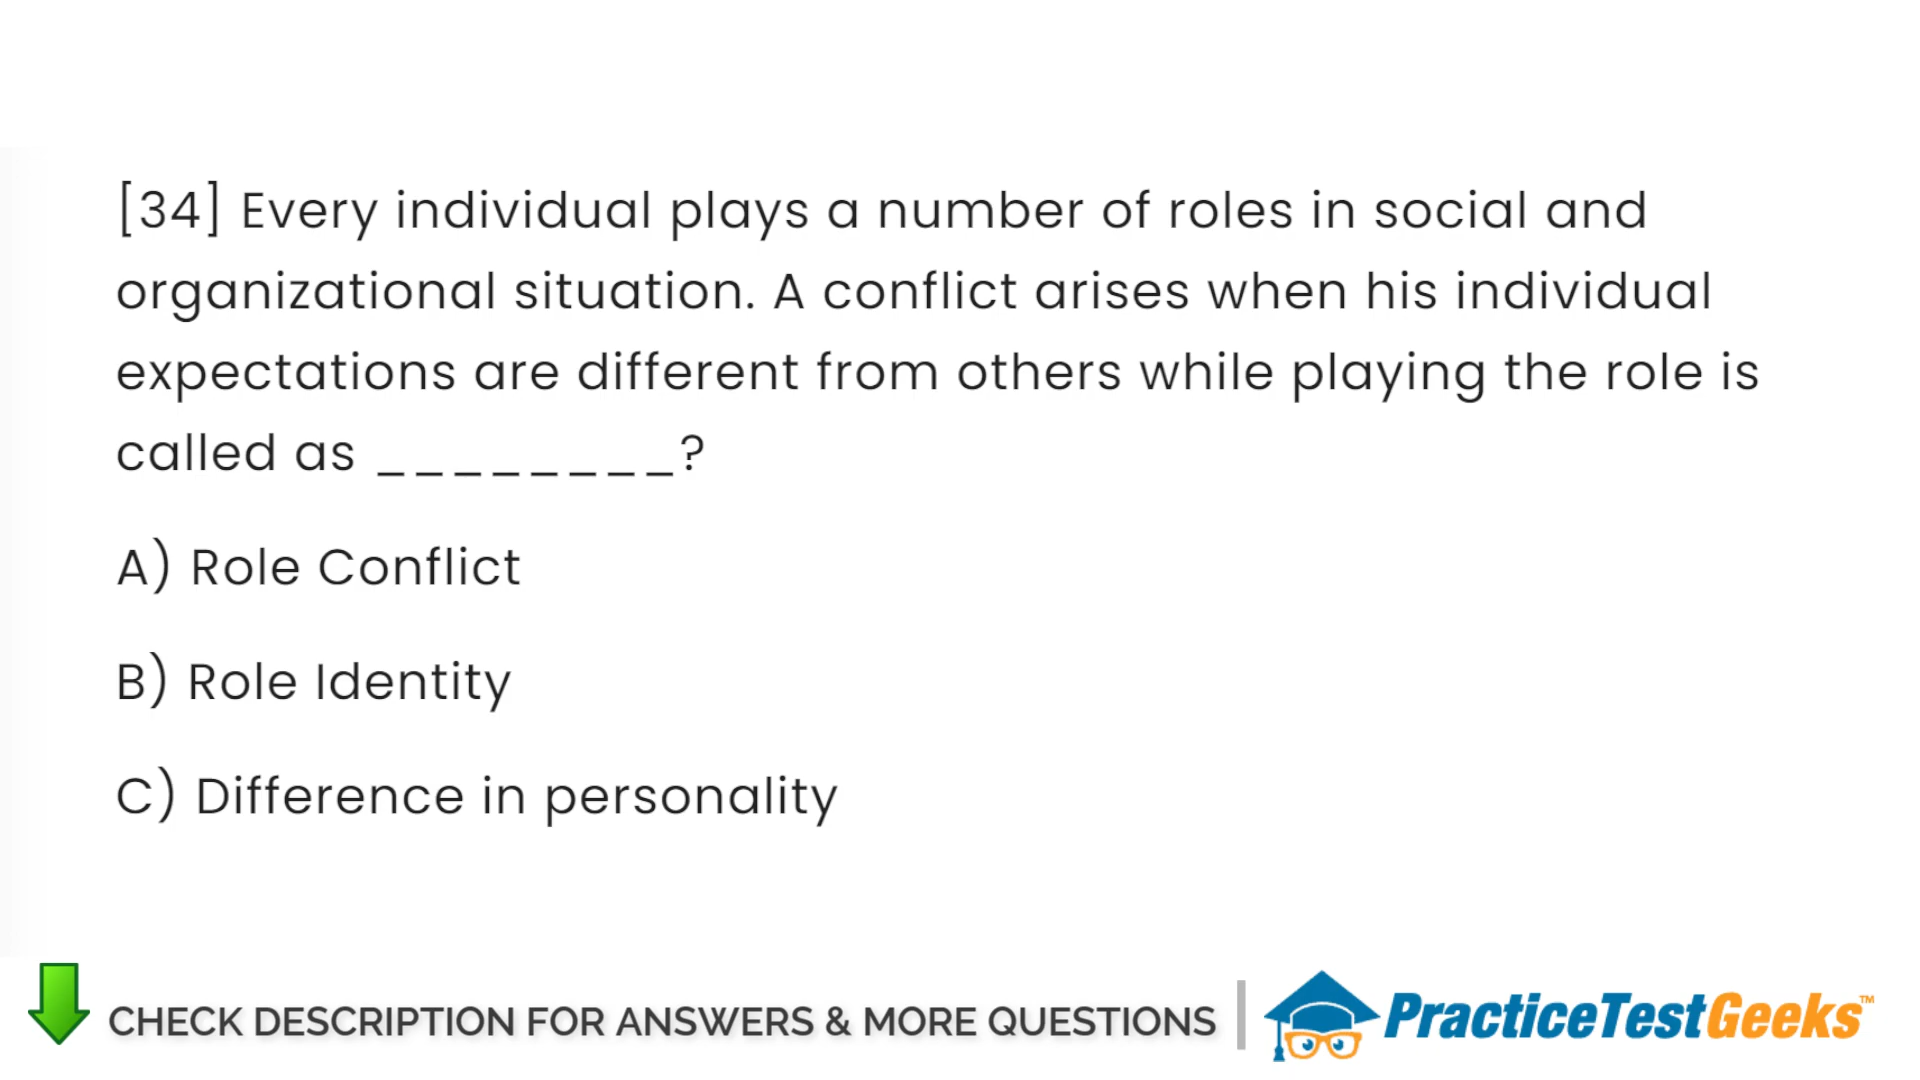 [34] Every individual plays a number of roles in social and
organizational situation. A conflict arises when his individual
expectations are different from others while playing the role is
called as ________?
A) Role Conflict
B) Role Identity
C) Difference in personality
CHECK DESCRIPTION FOR ANSWERS & MORE QUESTIONS
PracticeTestGeeks™